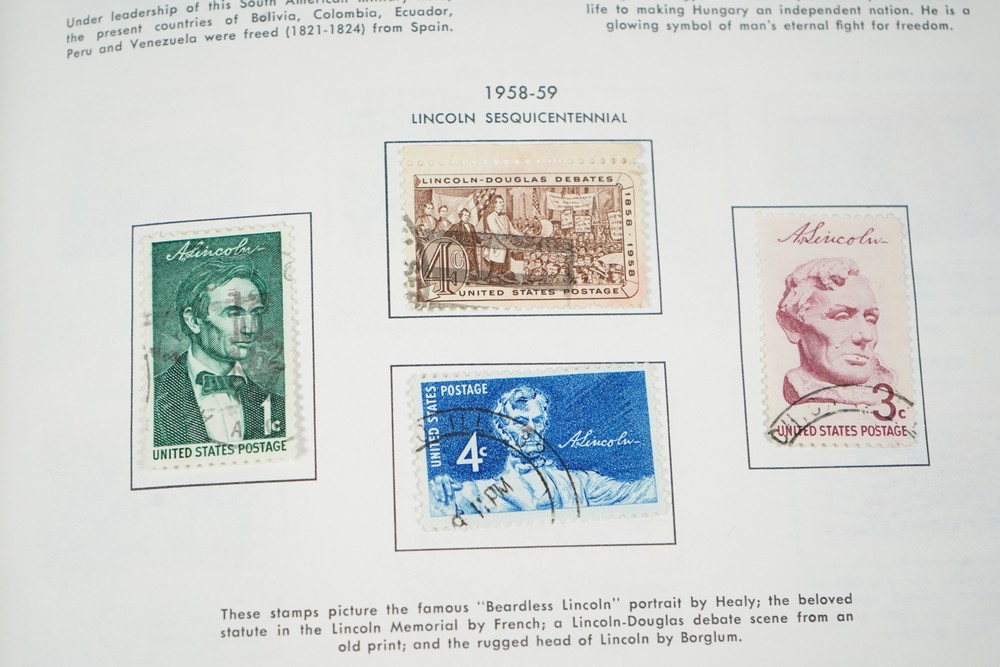 Under leadership of this South American
the present countries of Bolivia, Colombia, Ecuador,
Peru and Venezuela were freed (1821-1824) from Spain.
life to making Hungary an independent nation. He is a
glowing symbol of man's eternal fight for freedom.
1958-59
LINCOLN SESQUICENTENNIAL
LINCOLN-DOUGLAS DEBATES
1858 1958
4c
UNITED STATES POSTAGE
A. Lincoln
1c
UNITED STATES POSTAGE
A. Lincoln
3c
UNITED STATES POSTAGE
UNITED STATES POSTAGE
4c
A. Lincoln
PM
These stamps picture the famous "Beardless Lincoln" portrait by Healy; the beloved
statute in the Lincoln Memorial by French; a Lincoln-Douglas debate scene from an
old print; and the rugged head of Lincoln by Borglum.